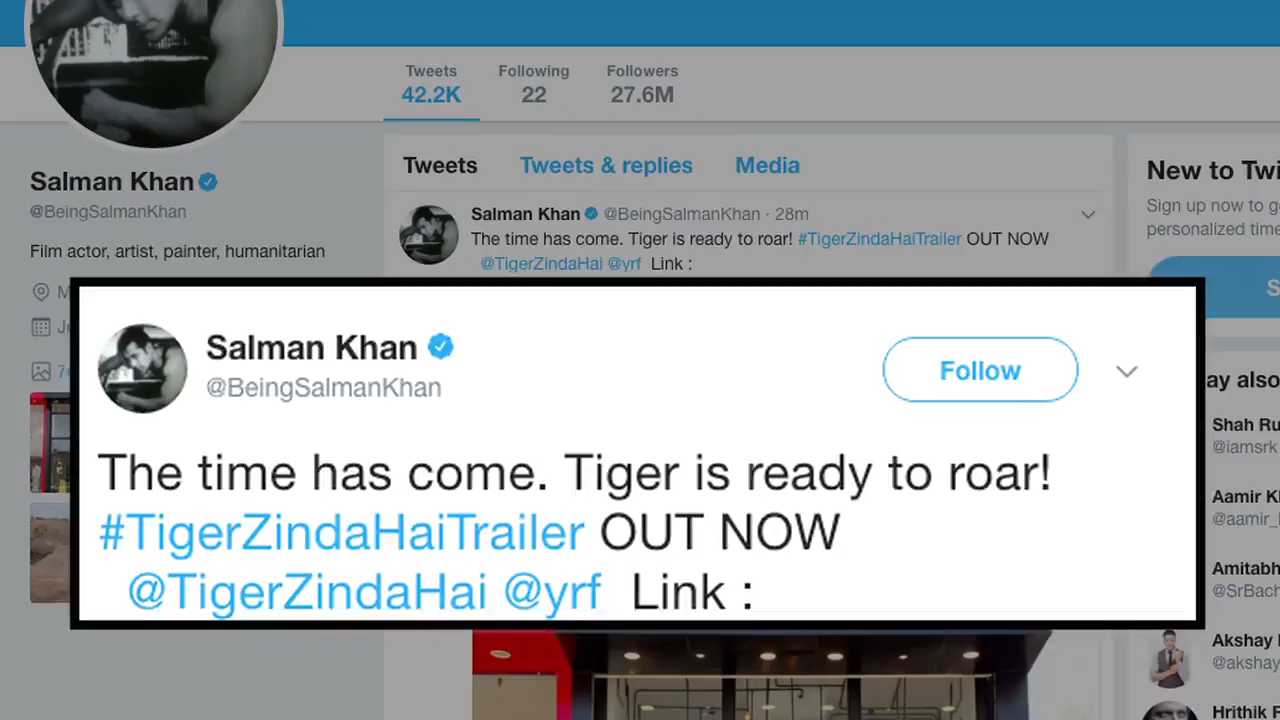 Tweets
42.2K
Following
22
Followers
27.6M
Salman Khan
@BeingSalmanKhan
Film actor, artist, painter, humanitarian
Tweets
Tweets & replies
Media
Salman Khan @BeingSalmanKhan · 28m
The time has come. Tiger is ready to roar! #TigerZindaHaiTrailer OUT NOW
@TigerZindaHai @yrf Link :
New to Twi
Sign up now to g
personalized time
S
Salman Khan
@BeingSalmanKhan
Follow
The time has come. Tiger is ready to roar!
#TigerZindaHaiTrailer OUT NOW
@TigerZindaHai @yrf Link :
ay also
Shah Ru
@iamsrk
Aamir K
@aamir_
Amitabh
@SrBach
Akshay
@akshay
Hrithik